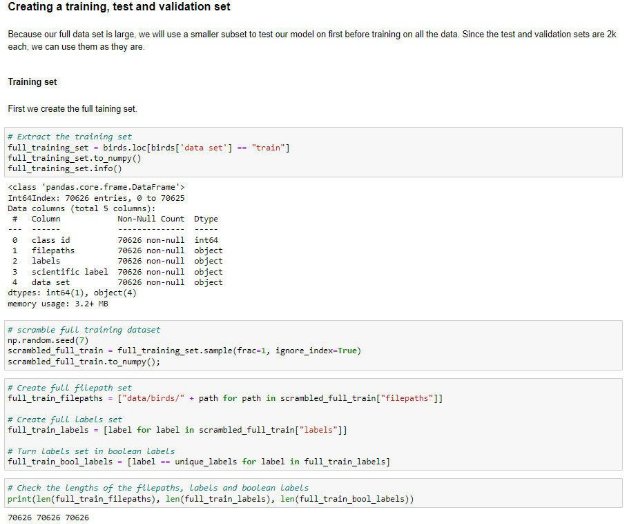 Creating a training, test and validation set
Because our full data set is large, we will use a smaller subset to test our model on first before training on all the data. Since the test and validation sets are 2k
each, we can use them as they are.
Training set
First we create the full taining set.
# Extract the training set
full_training_set = birds.loc[birds['data set'] == "train"]
full_training_set.to_numpy()
full_training_set.info()
<class 'pandas.core.frame.DataFrame'>
Int64Index: 70626 entries, 0 to 70625
Data columns (total 5 columns):
 #   Column            Non-Null Count  Dtype
---  ------            --------------  -----
 0   class id          70626 non-null  int64
 1   filepaths         70626 non-null  object
 2   labels            70626 non-null  object
 3   scientific label  70626 non-null  object
 4   data set          70626 non-null  object
dtypes: int64(1), object(4)
memory usage: 3.2+ MB
# scramble full training dataset
np.random.seed(7)
scrambled_full_train = full_training_set.sample(frac=1, ignore_index=True)
scrambled_full_train.to_numpy();
# Create full filepath set
full_train_filepaths = ["data/birds/" + path for path in scrambled_full_train["filepaths"]]
# Create full labels set
full_train_labels = [label for label in scrambled_full_train["labels"]]
# Turn labels set in boolean labels
full_train_bool_labels = [label == unique_labels for label in full_train_labels]
# Check the lengths of the filepaths, labels and boolean labels
print(len(full_train_filepaths), len(full_train_labels), len(full_train_bool_labels))
70626 70626 70626